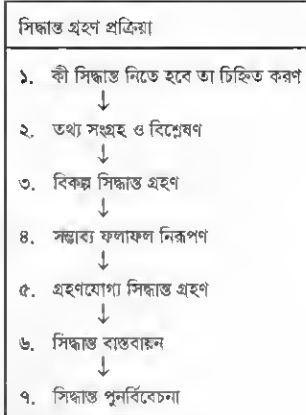 সিদ্ধান্ত গ্রহণ প্রক্রিয়া
১. কী সিদ্ধান্ত নিতে হবে তা চিহ্নিত করণ
↓
২. তথ্য সংগ্রহ ও বিশ্লেষণ
↓
৩. বিকল্প সিদ্ধান্ত গ্রহণ
↓
৪. সম্ভাব্য ফলাফল নিরূপণ
↓
৫. গ্রহণযোগ্য সিদ্ধান্ত গ্রহণ
↓
৬. সিদ্ধান্ত বাস্তবায়ন
↓
৭. সিদ্ধান্ত পুনর্বিবেচনা